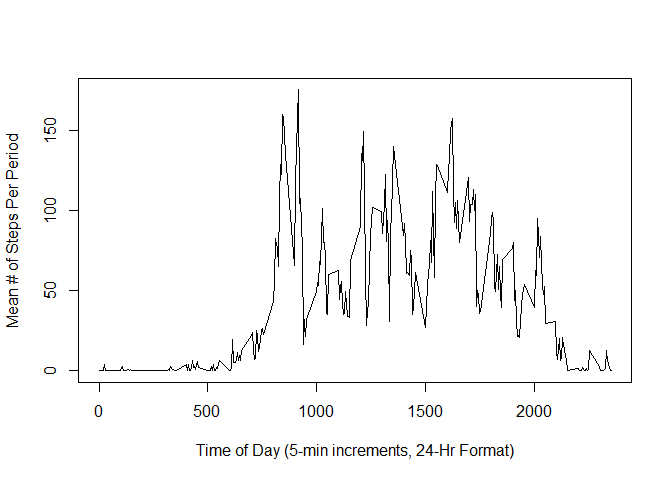 Mean # of Steps Per Period
150
100
50
0
0 500 1000 1500 2000
Time of Day (5-min increments, 24-Hr Format)